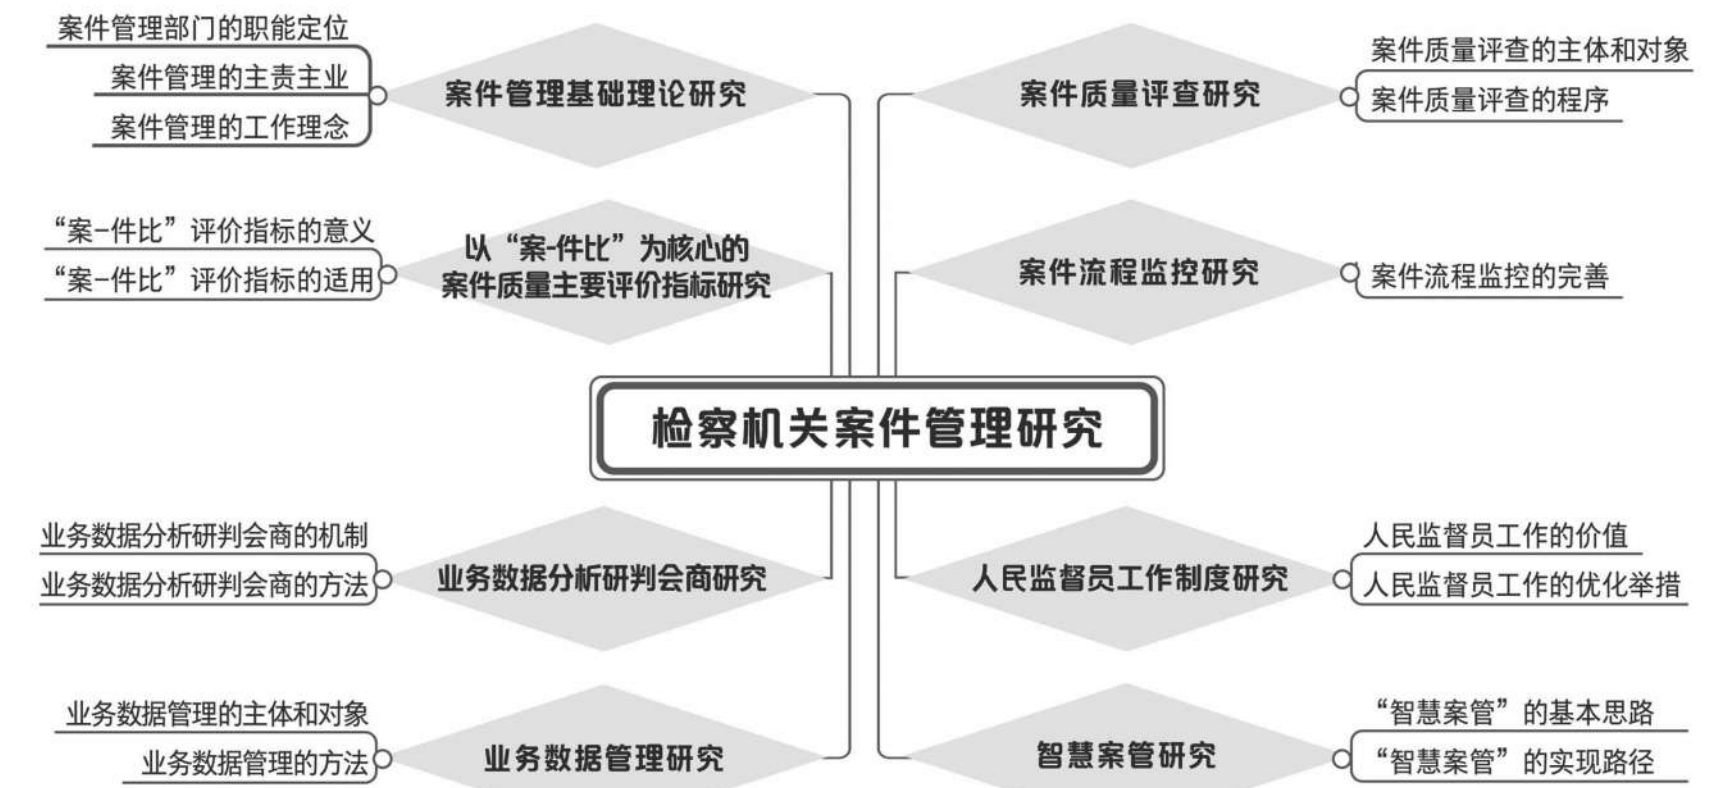 案件管理部门的职能定位
案件管理的主责主业
案件管理的工作理念
案件管理基础理论研究
“案-件比”评价指标的意义
“案-件比”评价指标的适用
以“案-件比”为核心的
案件质量主要评价指标研究
案件质量评查研究
案件质量评查的主体和对象
案件质量评查的程序
案件流程监控研究
案件流程监控的完善
检察机关案件管理研究
业务数据分析研判会商的机制
业务数据分析研判会商的方法
业务数据分析研判会商研究
业务数据管理的主体和对象
业务数据管理的方法
业务数据管理研究
人民监督员工作制度研究
人民监督员工作的价值
人民监督员工作的优化举措
智慧案管研究
“智慧案管”的基本思路
“智慧案管”的实现路径